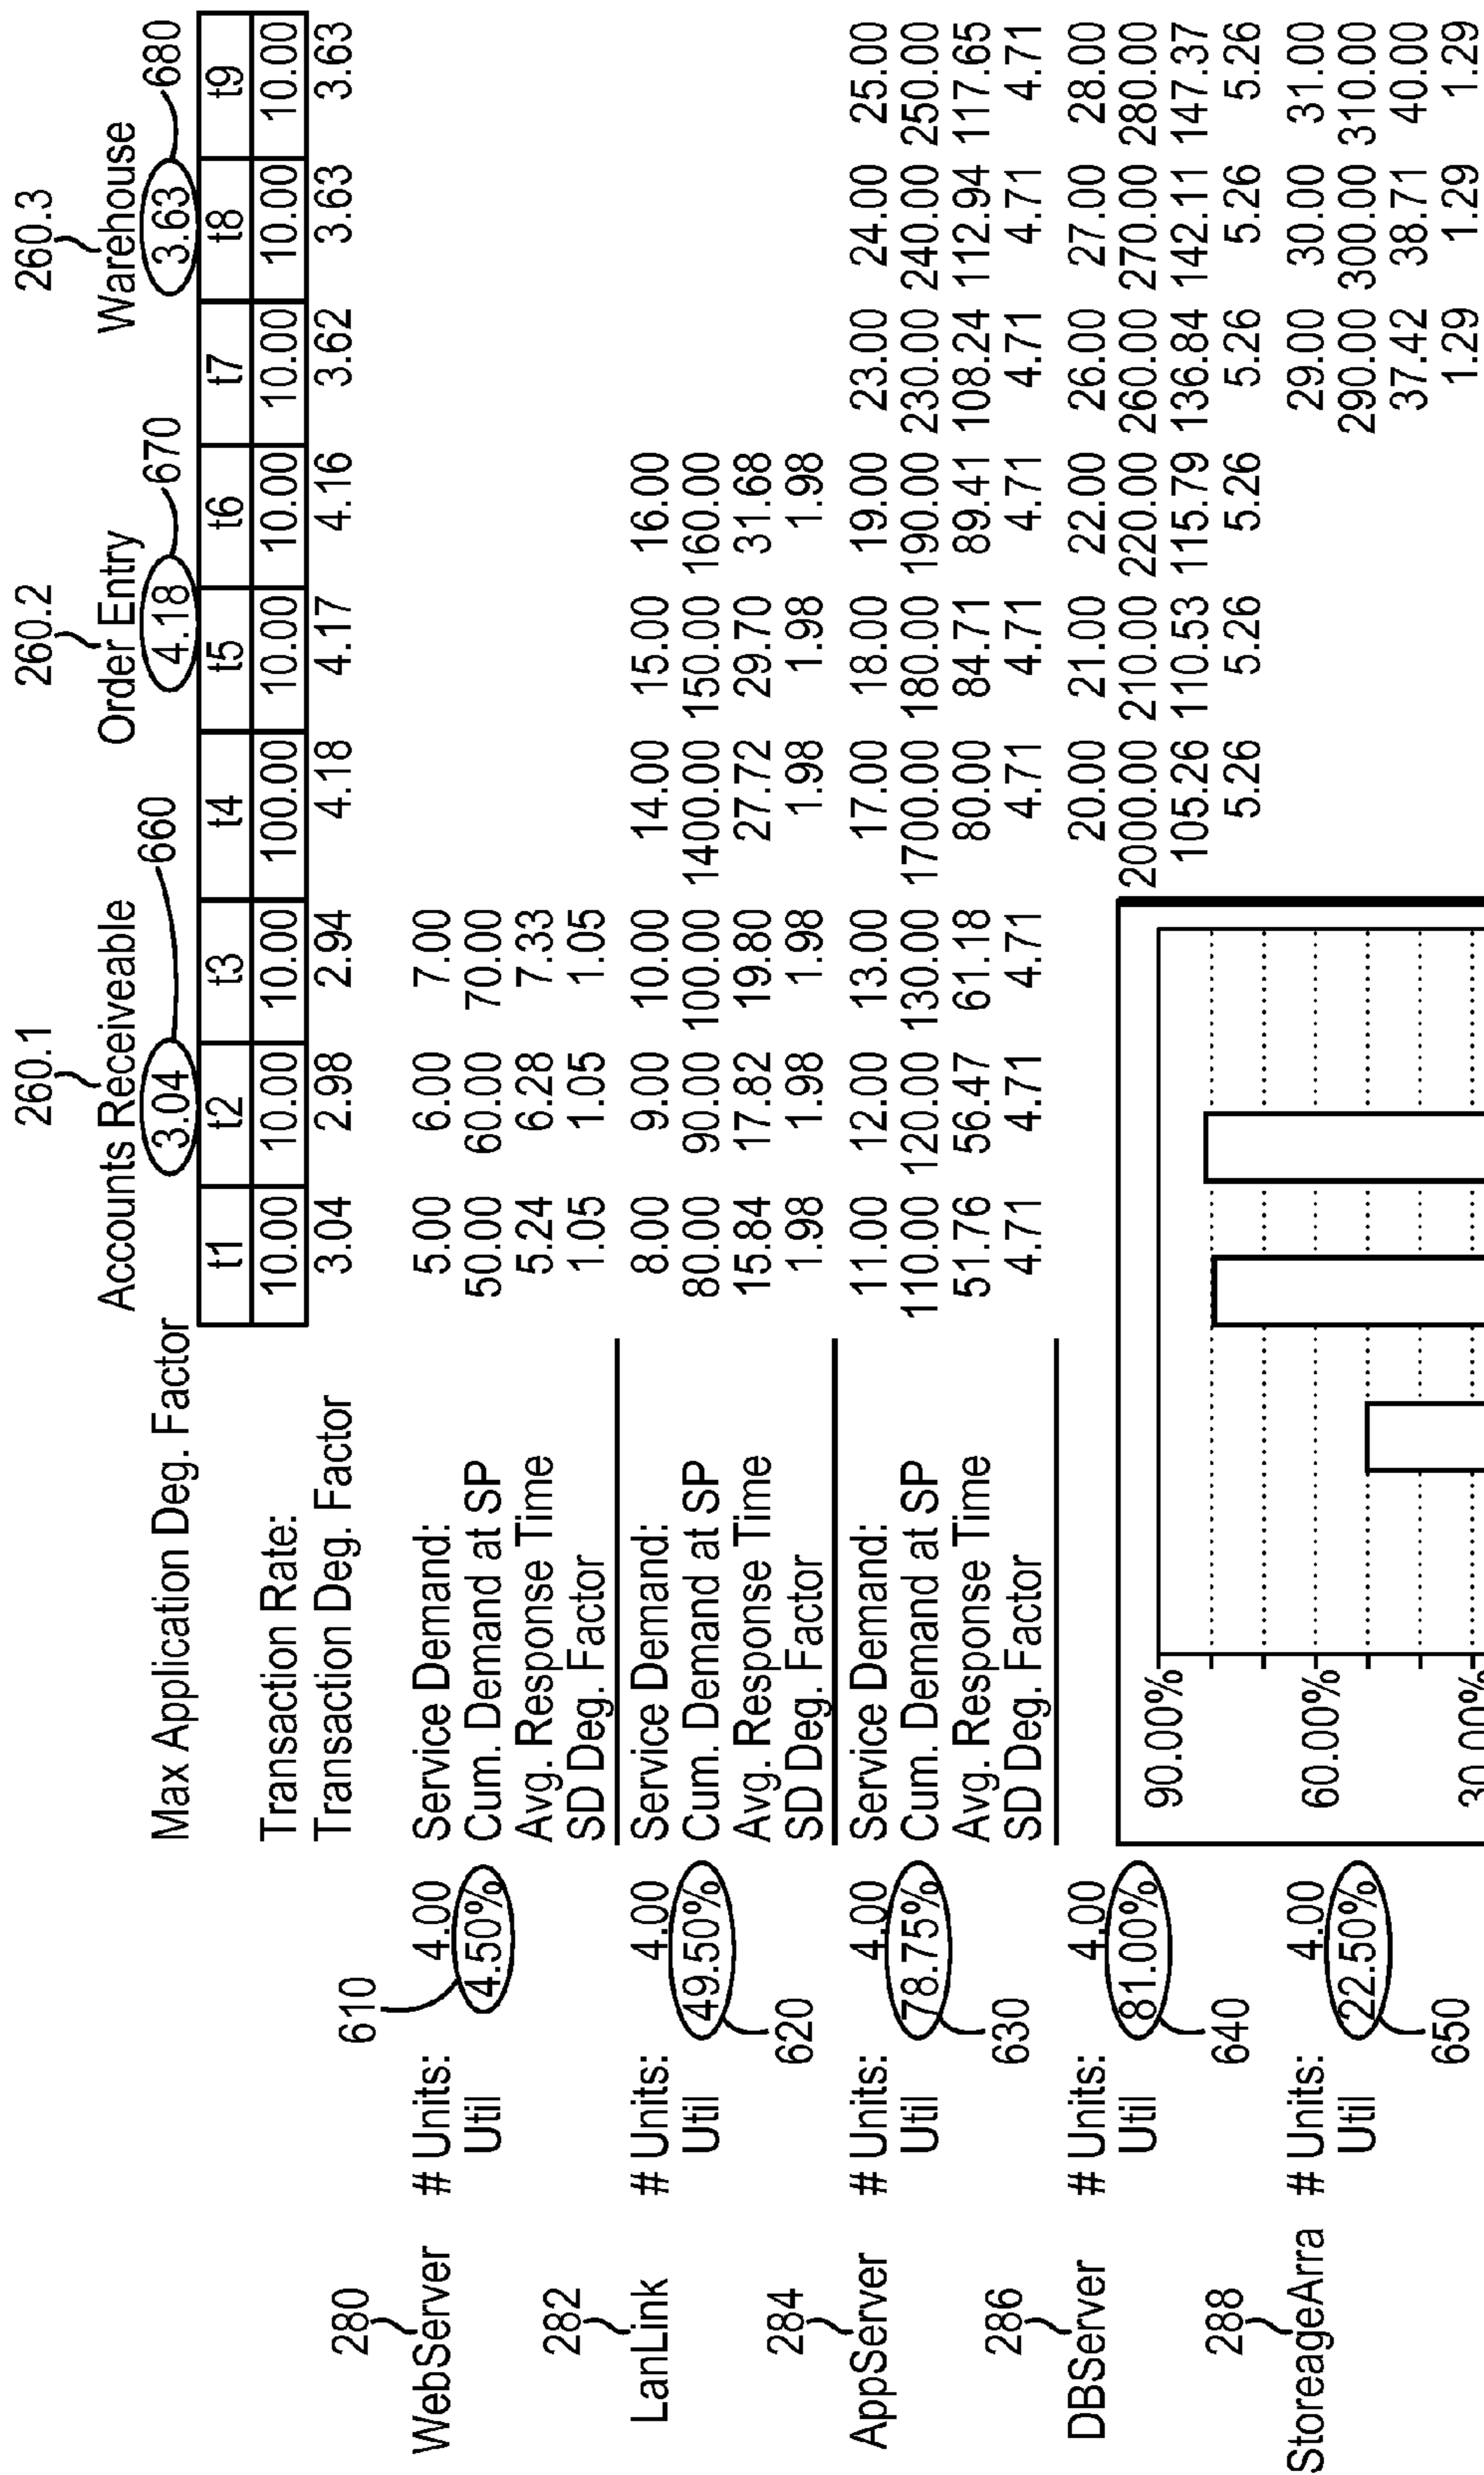 260.1 260.2 260.3
Accounts Receiveable Order Entry Warehouse
Max Application Deg. Factor 3.04 660 4.18 670 3.63 680
t1 t2 t3 t4 t5 t6 t7 t8 t9
Transaction Rate: 10.00 10.00 10.00 100.00 10.00 10.00 10.00 10.00 10.00
Transaction Deg. Factor 3.04 2.98 2.94 4.18 4.17 4.16 3.62 3.63 3.63
280 610
WebServer # Units: 4.00 Service Demand: 5.00 6.00 7.00
Util 4.50% Cum. Demand at SP 50.00 60.00 70.00
Avg. Response Time 5.24 6.28 7.33
SD Deg. Factor 1.05 1.05 1.05
282
LanLink # Units: 4.00 Service Demand: 8.00 9.00 10.00 14.00 15.00 16.00
Util 49.50% Cum. Demand at SP 80.00 90.00 100.00 1400.00 150.00 160.00
Avg. Response Time 15.84 17.82 19.80 27.72 29.70 31.68
620 SD Deg. Factor 1.98 1.98 1.98 1.98 1.98 1.98
284
AppServer # Units: 4.00 Service Demand: 11.00 12.00 13.00 17.00 18.00 19.00 23.00 24.00 25.00
Util 78.75% Cum. Demand at SP 110.00 120.00 130.00 1700.00 180.00 190.00 230.00 240.00 250.00
Avg. Response Time 51.76 56.47 61.18 80.00 84.71 89.41 108.24 112.94 117.65
630 SD Deg. Factor 4.71 4.71 4.71 4.71 4.71 4.71 4.71 4.71 4.71
286
DBServer # Units: 4.00 20.00 21.00 22.00 26.00 27.00 28.00
Util 81.00% 2000.00 210.00 220.00 260.00 270.00 280.00
90.00% 105.26 110.53 115.79 136.84 142.11 147.37
640 5.26 5.26 5.26 5.26 5.26 5.26
288
StoreageArra # Units: 4.00 29.00 30.00 31.00
60.00%
Util 22.50% 290.00 300.00 310.00
37.42 38.71 40.00
650 30.00% 1.29 1.29 1.29